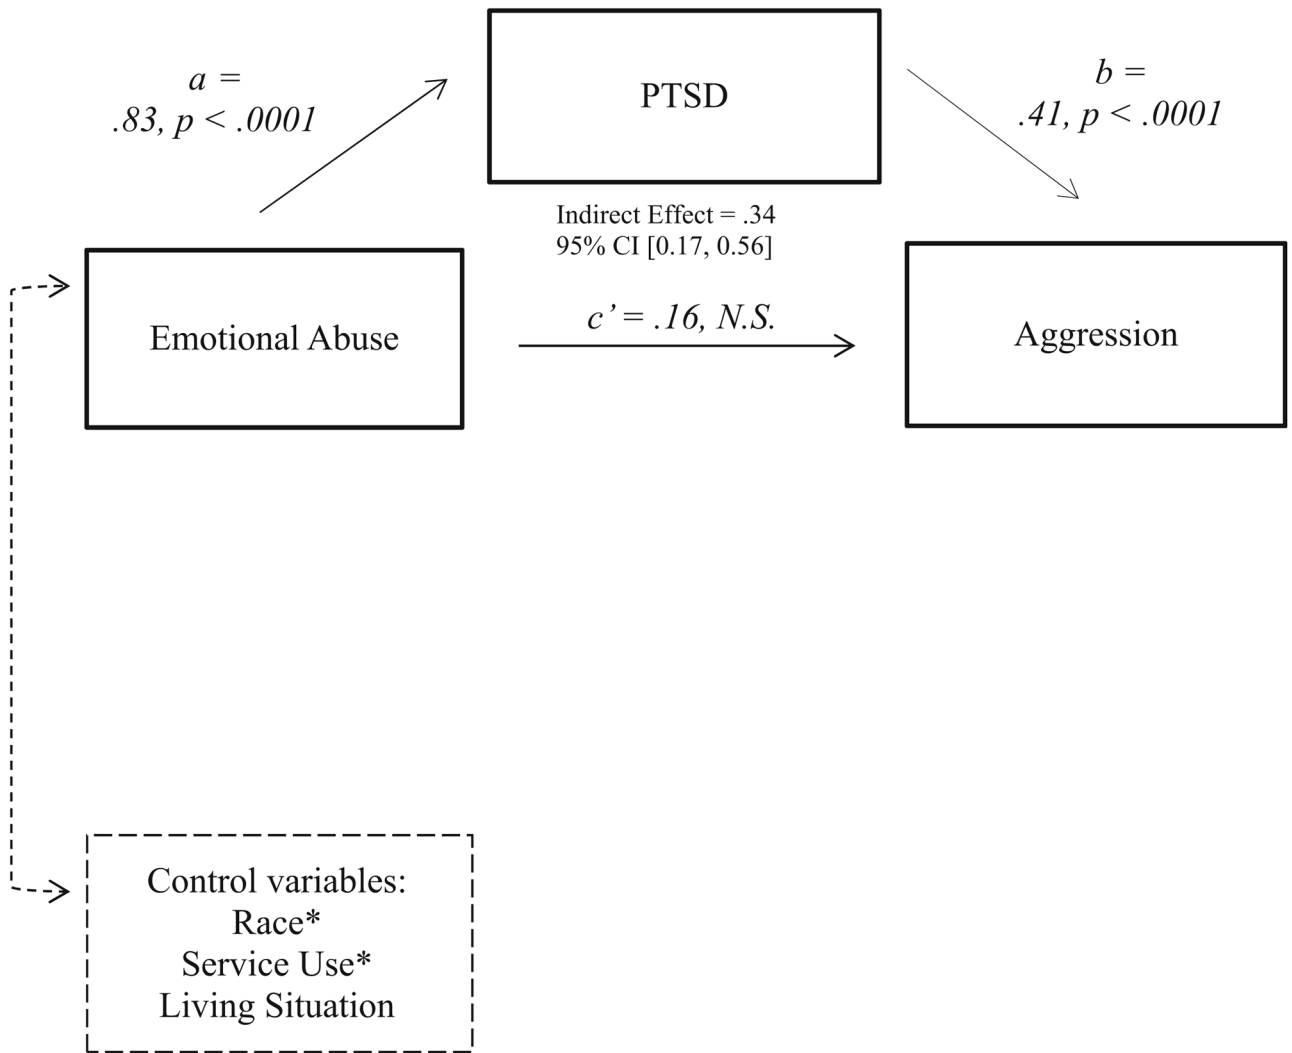 a =
.83, p < .0001
PTSD
b =
.41, p < .0001
Indirect Effect = .34
95% CI [0.17, 0.56]
Emotional Abuse
c’ = .16, N.S.
Aggression
Control variables:
Race*
Service Use*
Living Situation